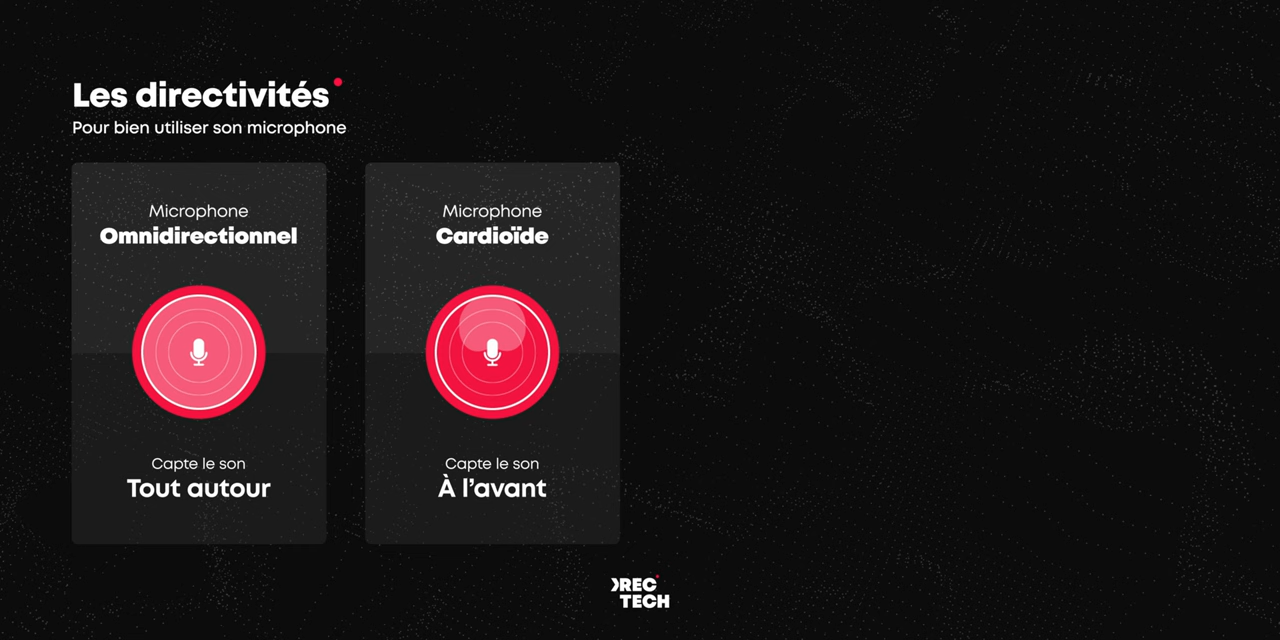 Les directivités
Pour bien utiliser son microphone
Microphone
Omnidirectionnel
Capte le son
Tout autour
Microphone
Cardioïde
Capte le son
À l’avant
REC
TECH